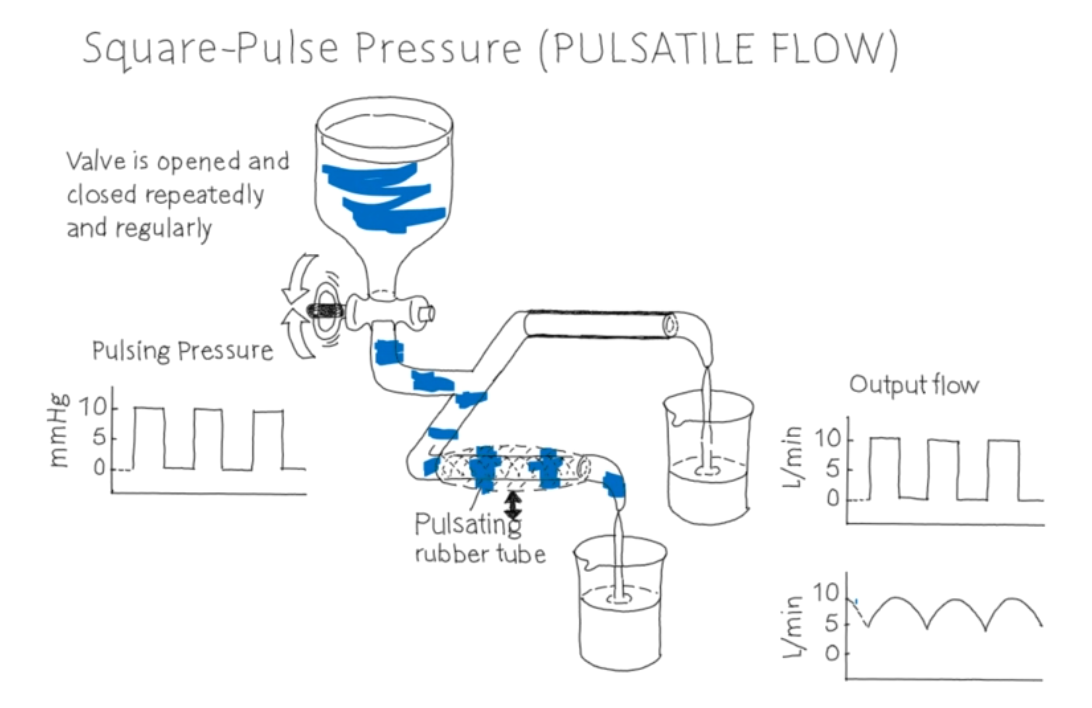 Square-Pulse Pressure (PULSATILE FLOW)
Valve is opened and
closed repeatedly
and regularly
Pulsing Pressure
mmHg
10
5
0
Pulsating
rubber tube
Output flow
L/min
10
5
0
L/min
10
5
0